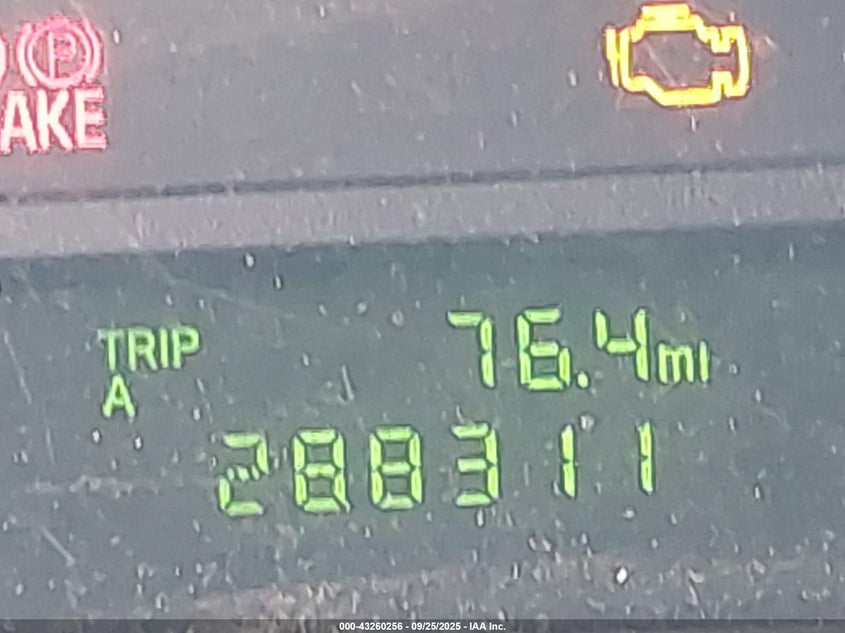 P
AKE
TRIP 76.4mi
A
288311
000-43260256 - 09/25/2025 - IAA Inc.